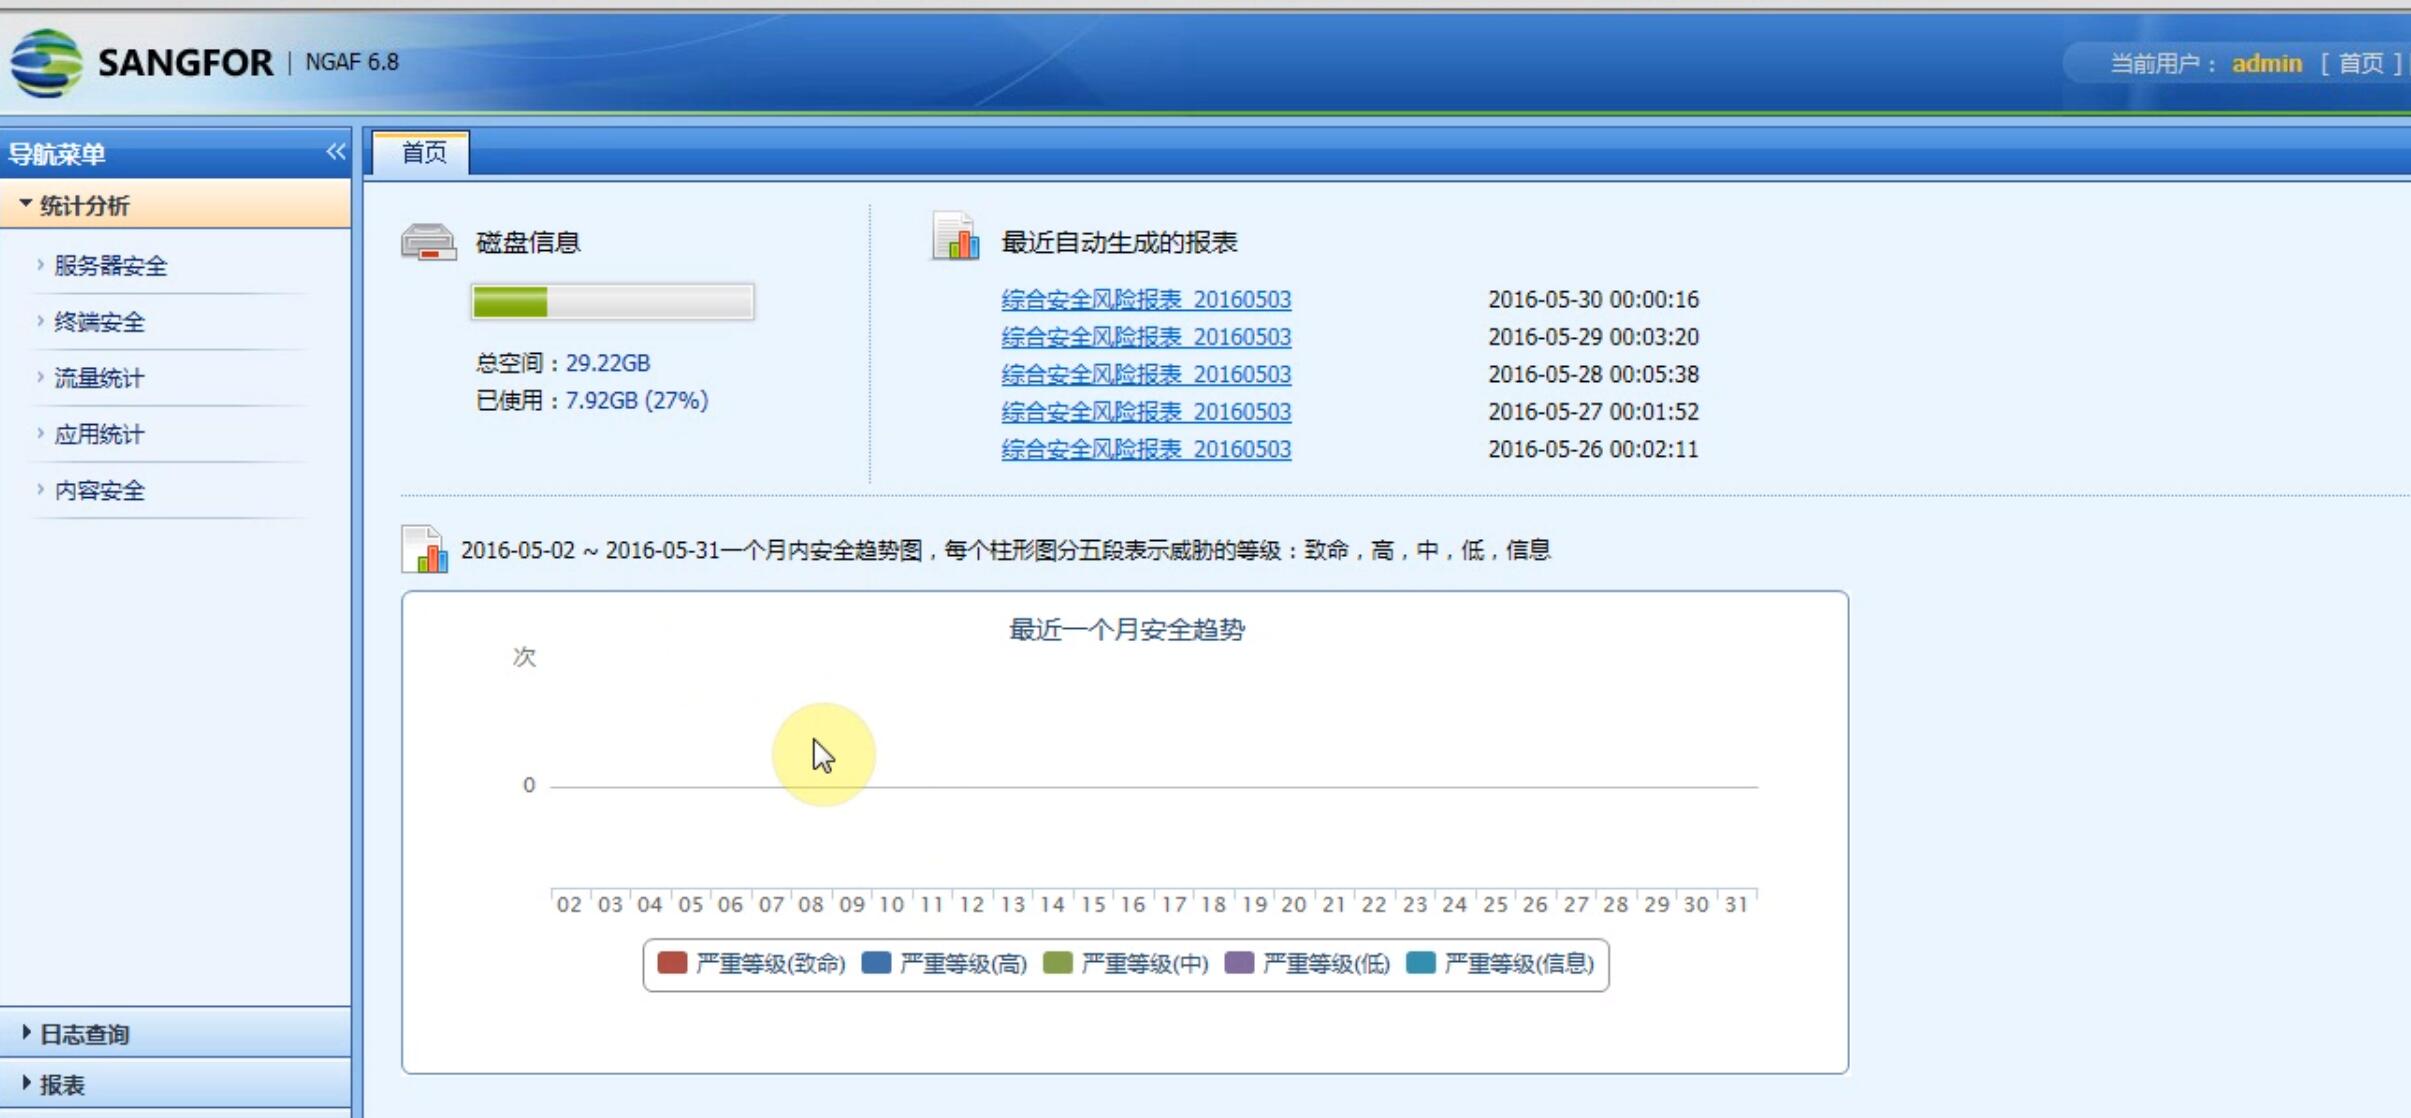 SANGFOR | NGAF 6.8
当前用户： admin [ 首页 ]
导航菜单
首页
统计分析
服务器安全
终端安全
流量统计
应用统计
内容安全
日志查询
报表
磁盘信息
总空间：29.22GB
已使用：7.92GB (27%)
最近自动生成的报表
综合安全风险报表_20160503 2016-05-30 00:00:16
综合安全风险报表_20160503 2016-05-29 00:03:20
综合安全风险报表_20160503 2016-05-28 00:05:38
综合安全风险报表_20160503 2016-05-27 00:01:52
综合安全风险报表_20160503 2016-05-26 00:02:11
2016-05-02 ~ 2016-05-31一个月内安全趋势图，每个柱形图分五段表示威胁的等级：致命，高，中，低，信息
最近一个月安全趋势
次
0
02 03 04 05 06 07 08 09 10 11 12 13 14 15 16 17 18 19 20 21 22 23 24 25 26 27 28 29 30 31
严重等级(致命) 严重等级(高) 严重等级(中) 严重等级(低) 严重等级(信息)